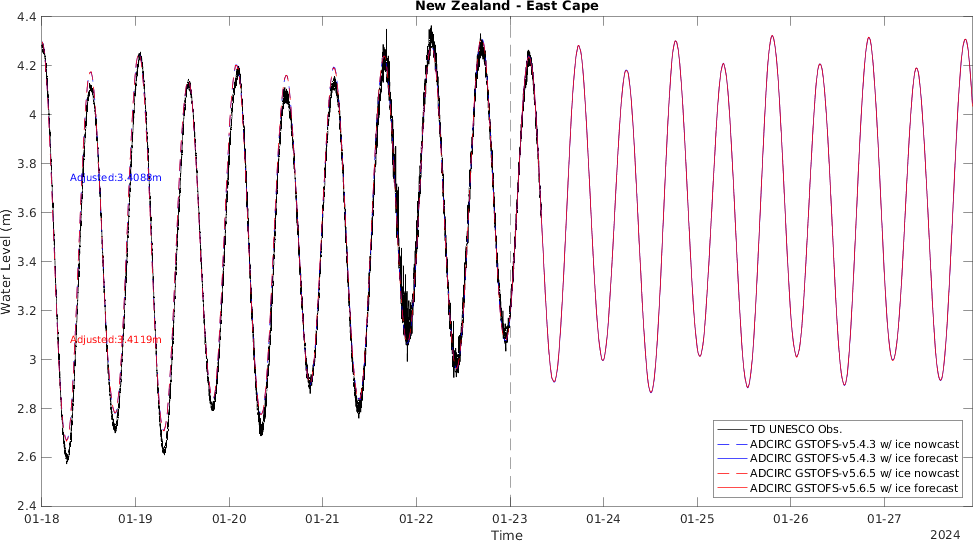 New Zealand - East Cape
4.4
4.2
4
3.8
3.6
3.4
3.2
3
2.8
2.6
2.4
Water Level (m)
Adjusted:3.4088m
Adjusted:3.4119m
TD UNESCO Obs.
ADCIRC GSTOFS-v5.4.3 w/ ice nowcast
ADCIRC GSTOFS-v5.4.3 w/ ice forecast
ADCIRC GSTOFS-v5.6.5 w/ ice nowcast
ADCIRC GSTOFS-v5.6.5 w/ ice forecast
01-18 01-19 01-20 01-21 01-22 01-23 01-24 01-25 01-26 01-27
Time
2024